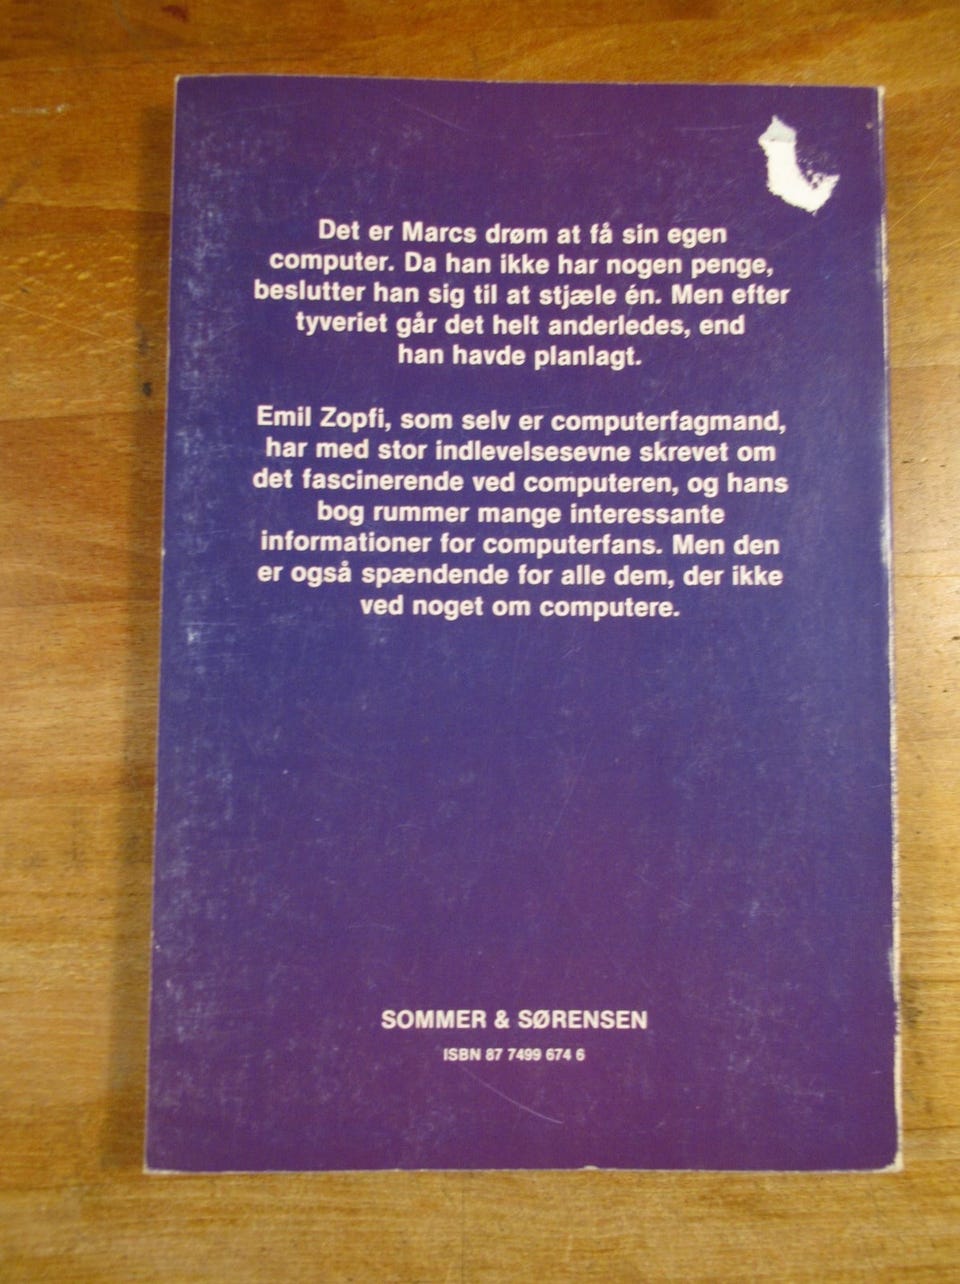 Det er Marcs drøm at få sin egen
computer. Da han ikke har nogen penge,
beslutter han sig til at stjæle én. Men efter
tyveriet går det helt anderledes, end
han havde planlagt.
Emil Zopfi, som selv er computerfagmand,
har med stor indlevelsesevne skrevet om
det fascinerende ved computeren, og hans
bog rummer mange interessante
informationer for computerfans. Men den
er også spændende for alle dem, der ikke
ved noget om computere.
SOMMER & SØRENSEN
ISBN 87 7499 674 6